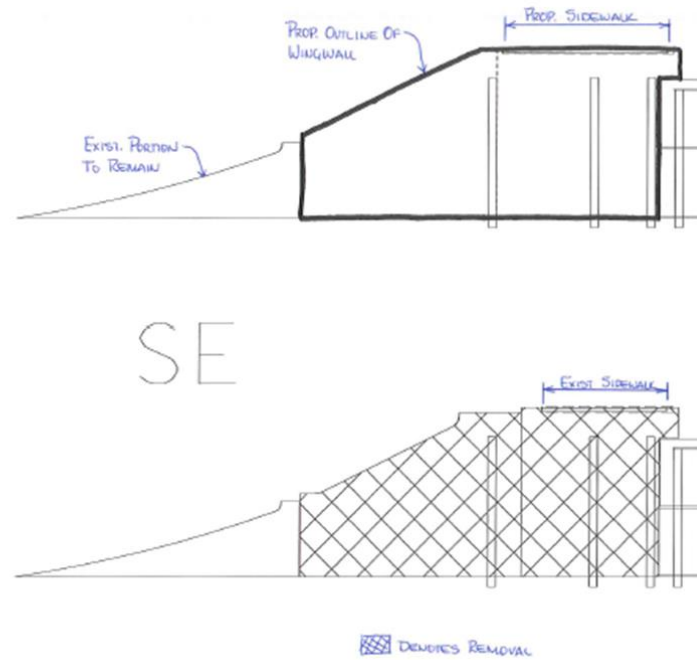 PROP. SIDEWALK
PROP. OUTLINE OF
WINGWALL
EXIST. PORTION
TO REMAIN
SE
EXIST SIDEWALK
DENOTES REMOVAL